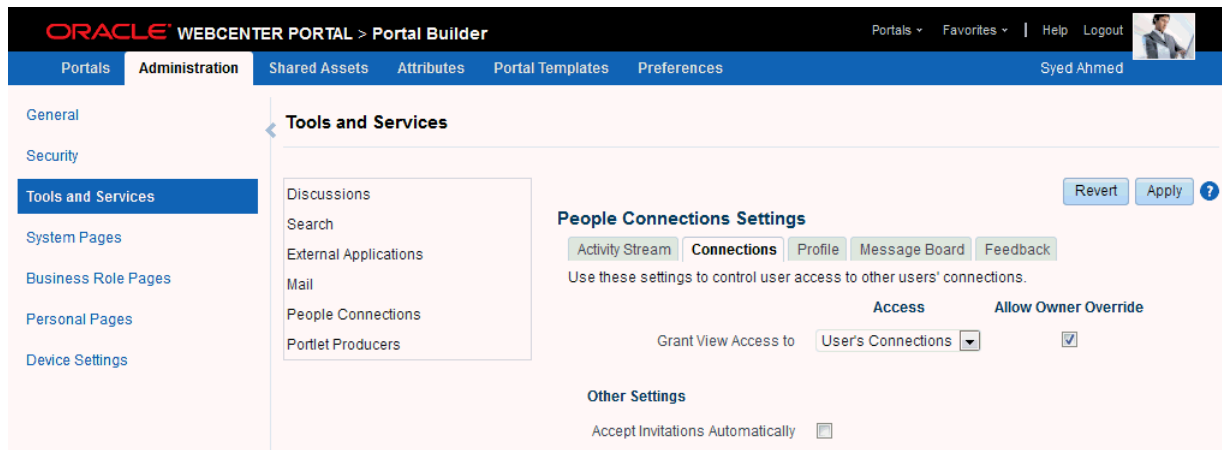 ORACLE WEBCENTER PORTAL > Portal Builder
Portals Favorites | Help Logout
Portals Administration Shared Assets Attributes Portal Templates Preferences Syed Ahmed
General
Security
Tools and Services
System Pages
Business Role Pages
Personal Pages
Device Settings
Tools and Services
Discussions
Search
External Applications
Mail
People Connections
Portlet Producers
Revert Apply ?
People Connections Settings
Activity Stream Connections Profile Message Board Feedback
Use these settings to control user access to other users' connections.
Access Allow Owner Override
Grant View Access to User's Connections
Other Settings
Accept Invitations Automatically